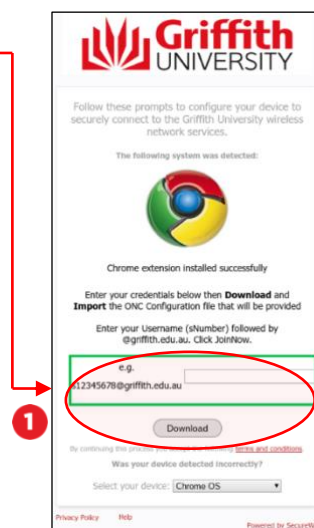 Griffith
UNIVERSITY
Follow these prompts to configure your device to
securely connect to the Griffith University wireless
network services.
The following system was detected:
Chrome extension installed successfully
Enter your credentials below then Download and
Import the ONC Configuration file that will be provided
Enter your Username (sNumber) followed by
@griffith.edu.au. Click JoinNow.
e.g.
s12345678@griffith.edu.au
1
Download
By continuing this process you accept the following terms and conditions.
Was your device detected incorrectly?
Select your device: Chrome OS
Privacy Policy Help
Powered by SecureW